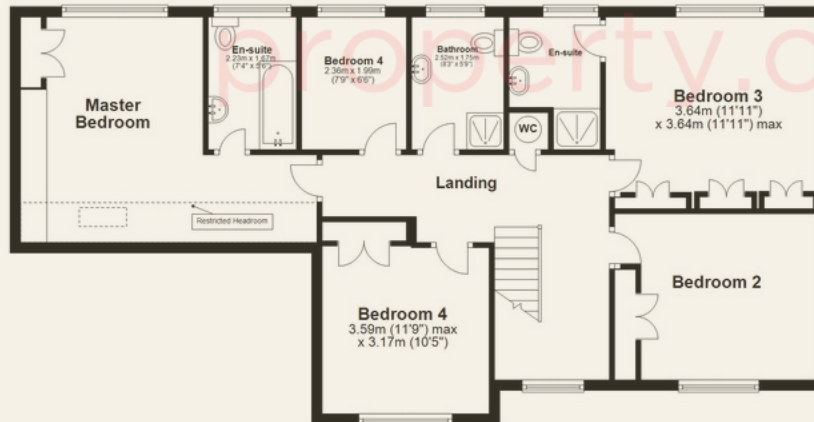 property.c
Master
Bedroom
En-suite
2.23m x 1.67m
(7'4" x 5'6")
Bedroom 4
2.36m x 1.99m
(7'9" x 6'6")
Bathroom
2.52m x 1.75m
(8'3" x 5'9")
En-suite
WC
Bedroom 3
3.64m (11'11")
x 3.64m (11'11") max
Landing
Restricted Headroom
Bedroom 4
3.59m (11'9") max
x 3.17m (10'5")
Bedroom 2